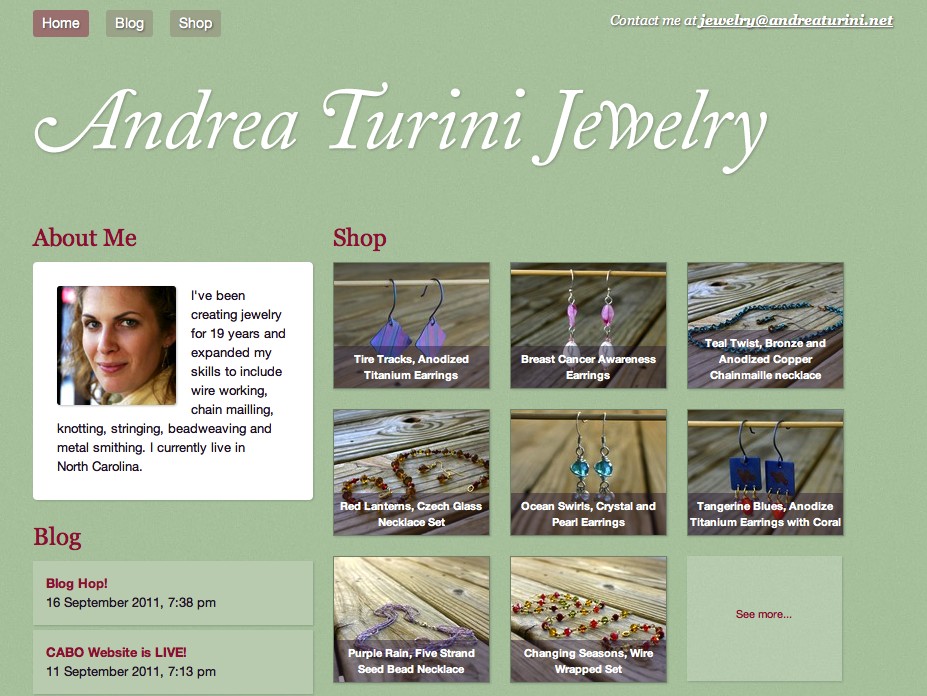 Home
Blog
Shop
Contact me at jewelry@andreaturini.net
Andrea Turini Jewelry
About Me
I've been
creating jewelry
for 19 years and
expanded my
skills to include
wire working,
chain mailling,
knotting, stringing, beadweaving and
metal smithing. I currently live in
North Carolina.
Blog
Blog Hop!
16 September 2011, 7:38 pm
CABO Website is LIVE!
11 September 2011, 7:13 pm
Shop
Tire Tracks, Anodized
Titanium Earrings
Breast Cancer Awareness
Earrings
Teal Twist, Bronze and
Anodized Copper
Chainmaille necklace
Red Lanterns, Czech Glass
Necklace Set
Ocean Swirls, Crystal and
Pearl Earrings
Tangerine Blues, Anodize
Titanium Earrings with Coral
Purple Rain, Five Strand
Seed Bead Necklace
Changing Seasons, Wire
Wrapped Set
See more...